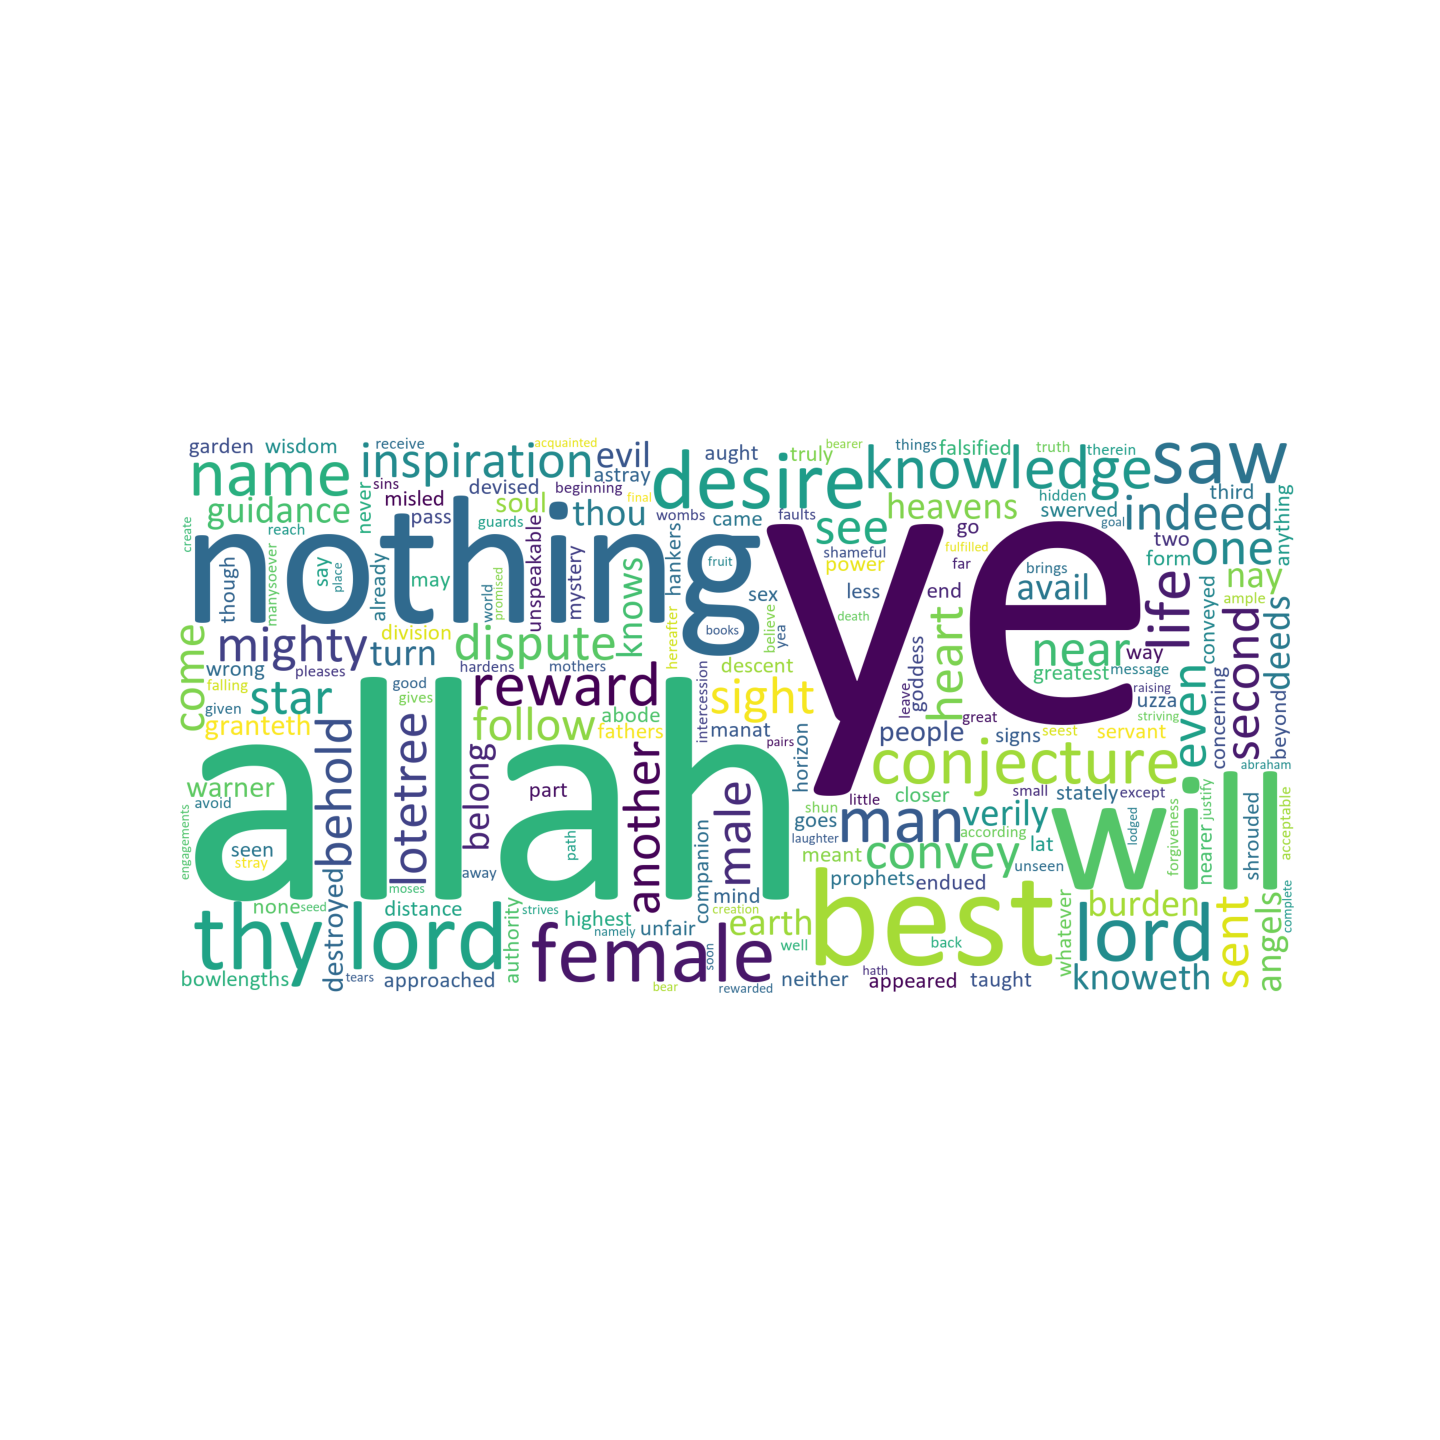 garden wisdom receive acquainted aught truly bearer things falsified truth therein
name inspiration evil desire knowledge saw
sins astray
guidance never misled devised beginning final soul thou wombs came faults heavens hidden swerved third indeed anything
reach pass guards goal
create though manysoever say place already may world promised unspeakable mystery hankers fruit see shameful power go fulfilled far two form one
nothing ye
sex less end brings avail nay ample
books believe yea death life conveyed deeds
come mighty division turn dispute knows hereafter goddess heart near way second
wrong pleases hardens mothers descent greatest message even
falling star good gives reward sight intercession leave great raising uzza concerning beyond
given granteth follow abode fathers manat pairs horizon people signs seest striving servant
behold lotetree belong another male conjecture abraham
allah will
warner part closer small stately except
avoid shun little
engagements seen stray path goes laughter man according verily lat lodged forgiveness justify nearer shrouded acceptable
away companion meant convey unseen
moses mind prophets endued
none seed distance strives highest creation earth best burden whatever angels complete
thy lord authority namely unfair female lord sent
destroyed well back
soon
bowlengths tears approached bear rewarded neither hath appeared taught knoweth